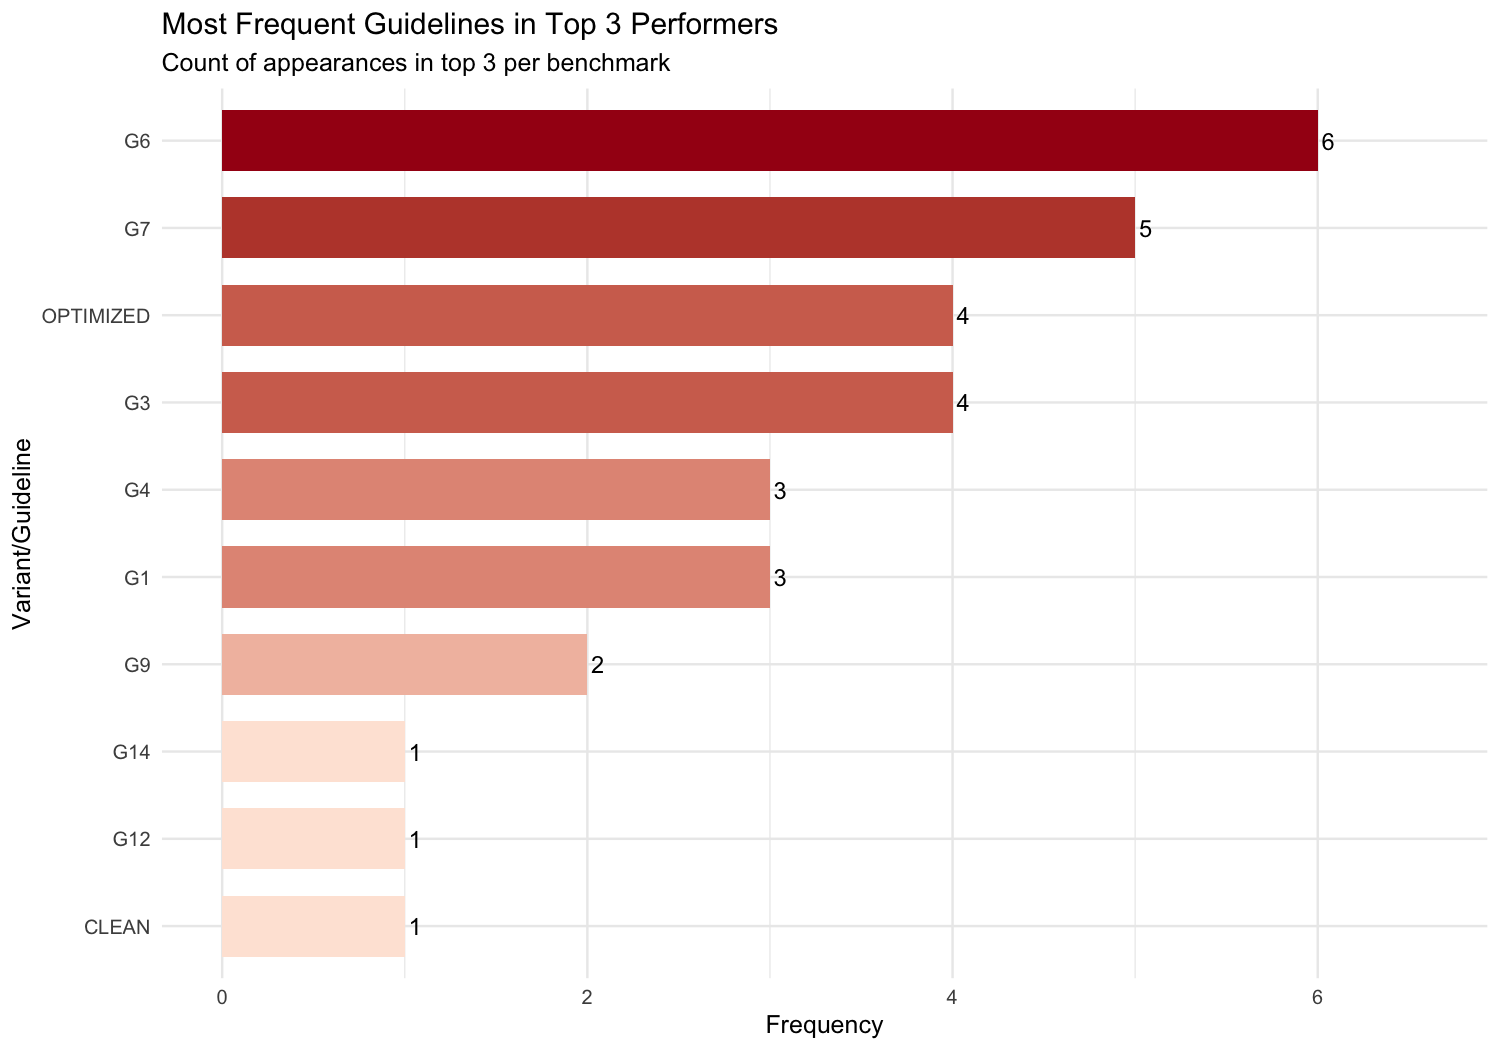 Most Frequent Guidelines in Top 3 Performers
Count of appearances in top 3 per benchmark
Variant/Guideline
G6 6
G7 5
OPTIMIZED 4
G3 4
G4 3
G1 3
G9 2
G14 1
G12 1
CLEAN 1
0 2 4 6
Frequency